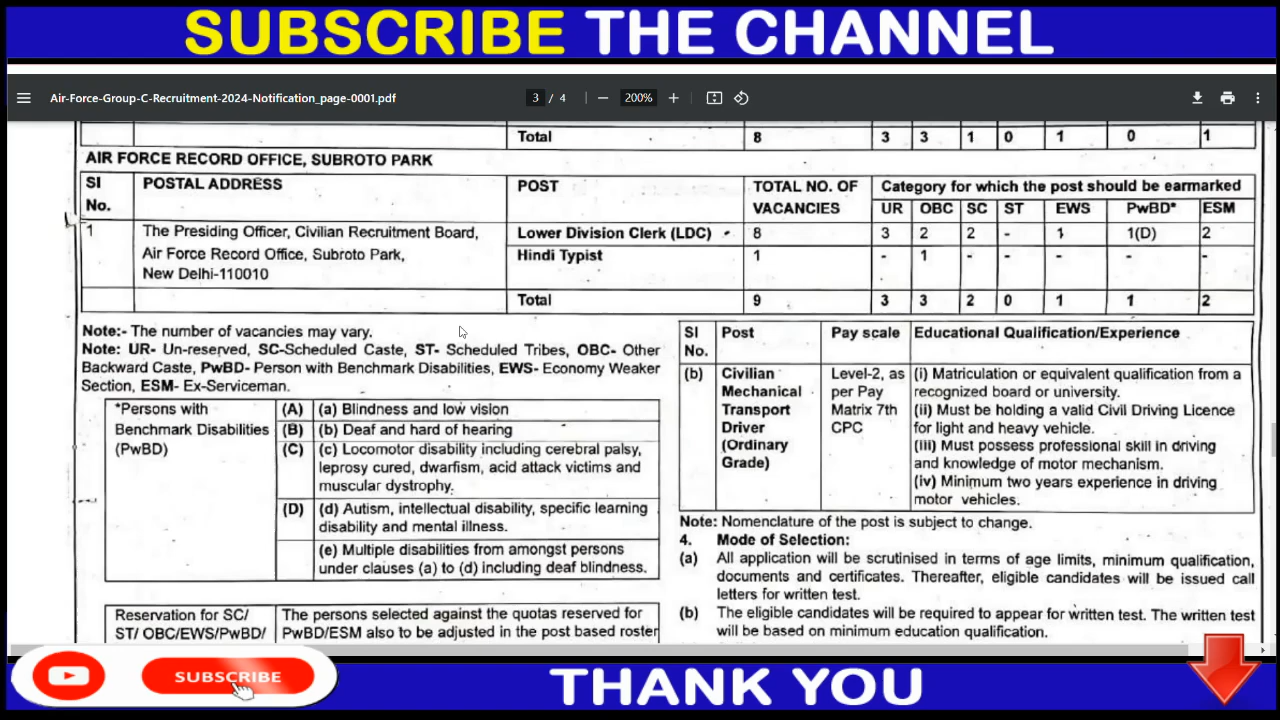 SUBSCRIBE THE CHANNEL
Air-Force-Group-C-Recruitment-2024-Notification_page-0001.pdf
3 / 4
200%
Total 8 3 3 1 0 1 0 1
AIR FORCE RECORD OFFICE, SUBROTO PARK
SI No. POSTAL ADDRESS POST TOTAL NO. OF VACANCIES Category for which the post should be earmarked
UR OBC SC ST EWS PwBD* ESM
1 The Presiding Officer, Civilian Recruitment Board, Lower Division Clerk (LDC) 8 3 2 2 - 1 1(D) 2
Air Force Record Office, Subroto Park, Hindi Typist 1 - 1 - - - - -
New Delhi-110010
Total 9 3 3 2 0 1 1 2
Note:- The number of vacancies may vary.
Note: UR- Un-reserved, SC-Scheduled Caste, ST- Scheduled Tribes, OBC- Other
Backward Caste, PwBD- Person with Benchmark Disabilities, EWS- Economy Weaker
Section, ESM- Ex-Serviceman.
*Persons with Benchmark Disabilities (PwBD)
(A) (a) Blindness and low vision
(B) (b) Deaf and hard of hearing
(C) (c) Locomotor disability including cerebral palsy,
leprosy cured, dwarfism, acid attack victims and
muscular dystrophy.
(D) (d) Autism, intellectual disability, specific learning
disability and mental illness.
(e) Multiple disabilities from amongst persons
under clauses (a) to (d) including deaf blindness.
Reservation for SC/ The persons selected against the quotas reserved for
ST/ OBC/EWS/PwBD/ PwBD/ESM also to be adjusted in the post based roster
SI No. Post Pay scale Educational Qualification/Experience
(b) Civilian Level-2, as (i) Matriculation or equivalent qualification from a
Mechanical per Pay recognized board or university.
Transport Matrix 7th (ii) Must be holding a valid Civil Driving Licence
Driver CPC for light and heavy vehicle.
(Ordinary (iii) Must possess professional skill in driving
Grade) and knowledge of motor mechanism.
(iv) Minimum two years experience in driving
motor vehicles.
Note: Nomenclature of the post is subject to change.
4. Mode of Selection:
(a) All application will be scrutinised in terms of age limits, minimum qualification,
documents and certificates. Thereafter, eligible candidates will be issued call
letters for written test.
(b) The eligible candidates will be required to appear for written test. The written test
will be based on minimum education qualification.
SUBSCRIBE
THANK YOU